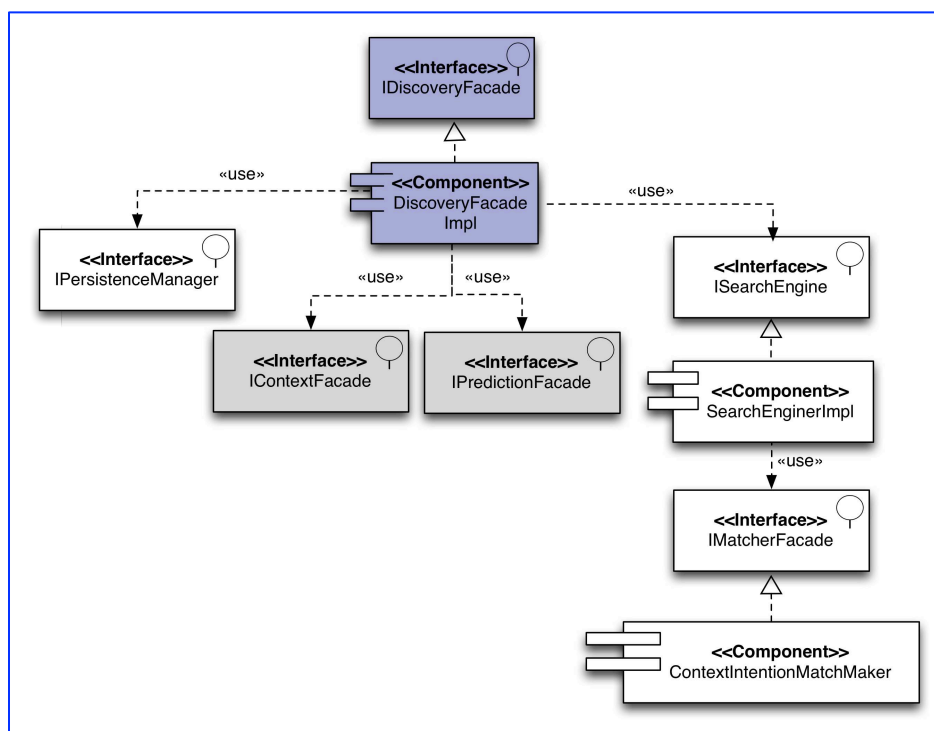 <<Interface>>
IDiscoveryFacade
«use»
<<Component>>
DiscoveryFacade
Impl
«use»
<<Interface>>
IPersistenceManager
<<Interface>>
ISearchEngine
«use»
«use»
<<Interface>>
IContextFacade
<<Interface>>
IPredictionFacade
<<Component>>
SearchEnginerImpl
«use»
<<Interface>>
IMatcherFacade
<<Component>>
ContextIntentionMatchMaker